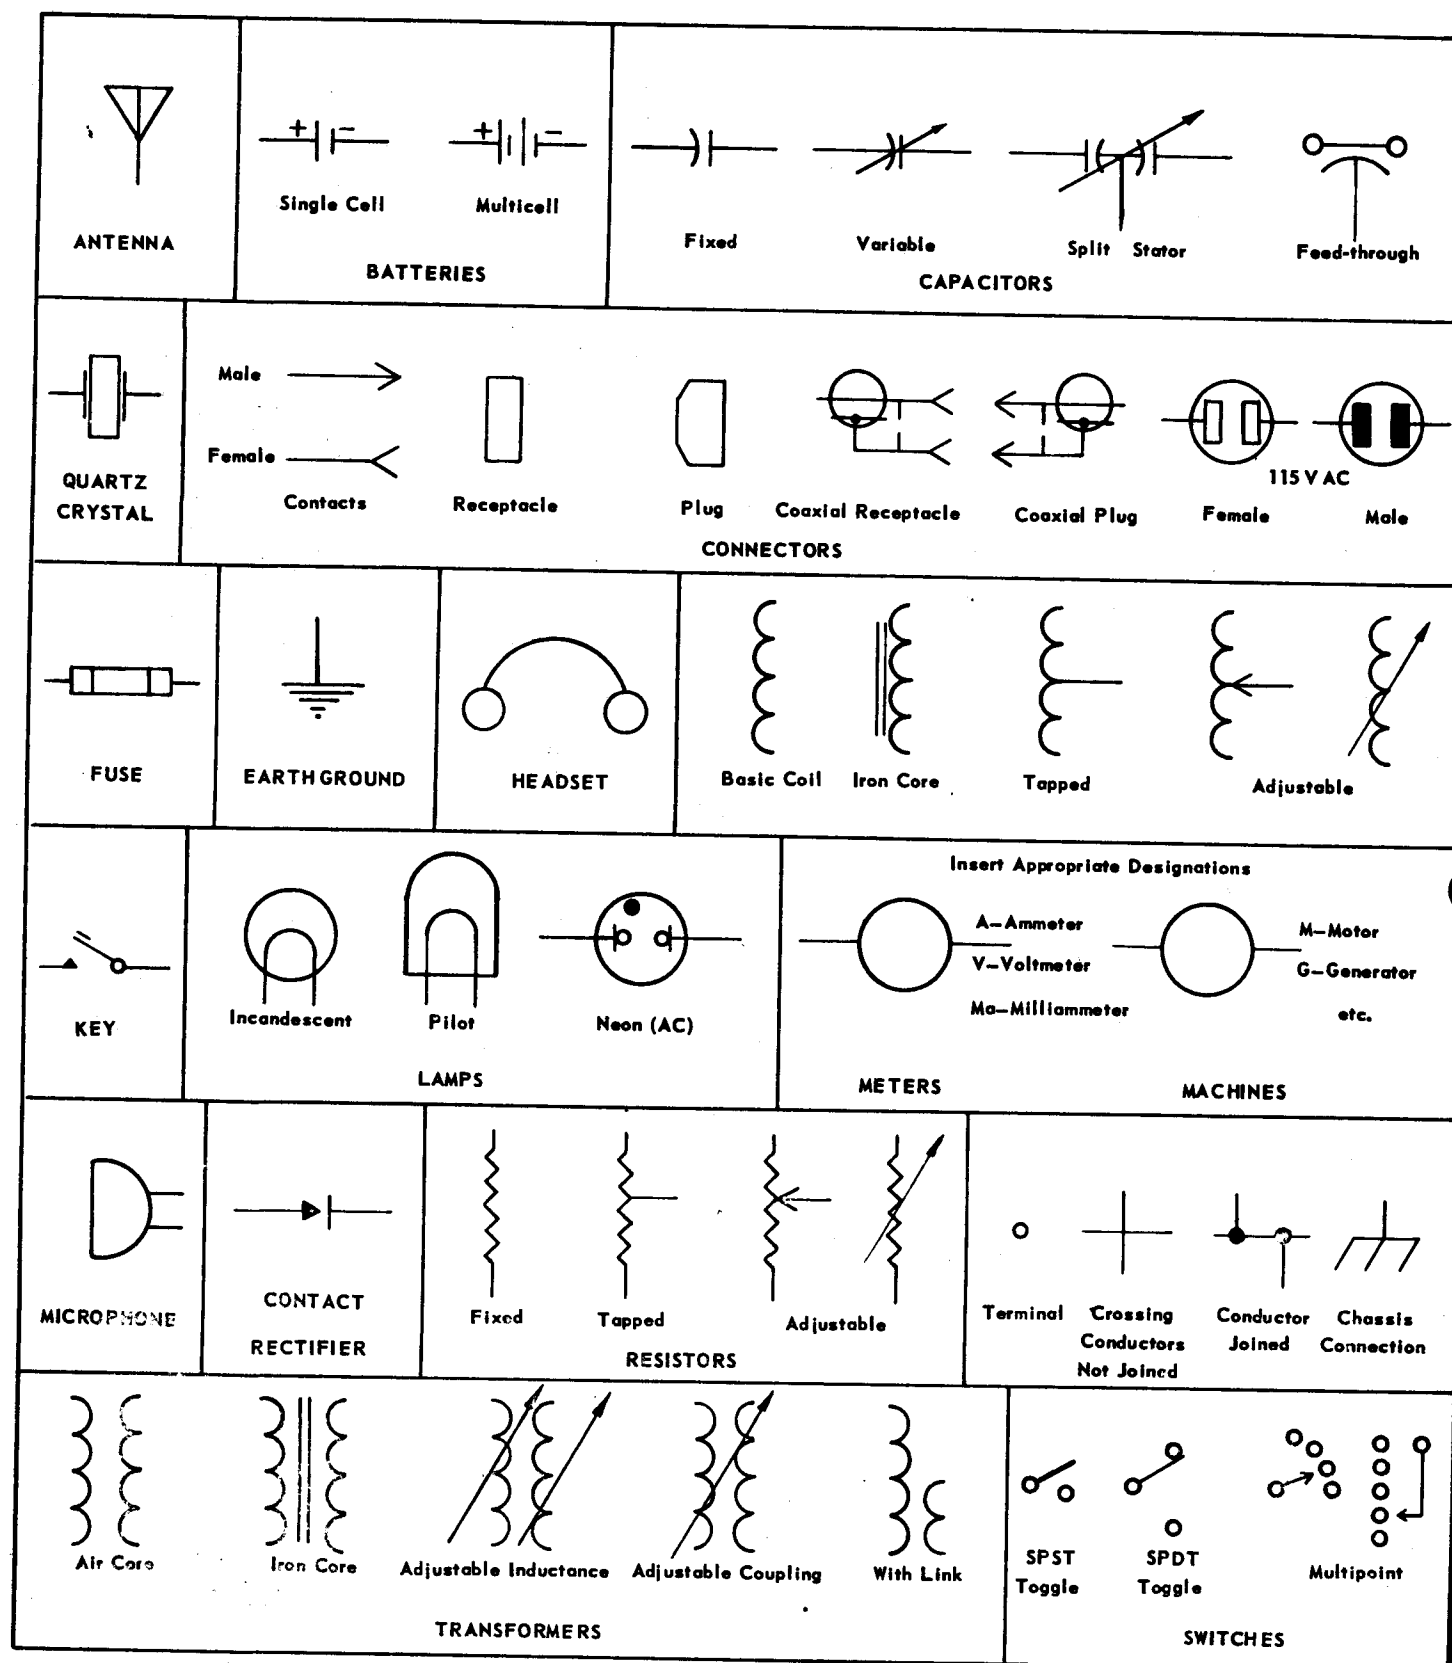 + -
+ -
Single Cell
Multicell
ANTENNA
BATTERIES
Fixed
Variable
Split Stator
Feed-through
CAPACITORS
QUARTZ
CRYSTAL
Male
Female
Contacts
Receptacle
Plug
Coaxial Receptacle
Coaxial Plug
115 V AC
Female
Male
CONNECTORS
FUSE
EARTH GROUND
HEADSET
Basic Coil
Iron Core
Tapped
Adjustable
KEY
Incandescent
Pilot
Neon (AC)
LAMPS
Insert Appropriate Designations
A-Ammeter
V-Voltmeter
Ma-Milliammeter
M-Motor
G-Generator
etc.
METERS
MACHINES
MICROPHONE
CONTACT
RECTIFIER
Fixed
Tapped
Adjustable
RESISTORS
Terminal
Crossing
Conductors
Not Joined
Conductor
Joined
Chassis
Connection
Air Core
Iron Core
Adjustable Inductance
Adjustable Coupling
With Link
TRANSFORMERS
SPST
Toggle
SPDT
Toggle
Multipoint
SWITCHES